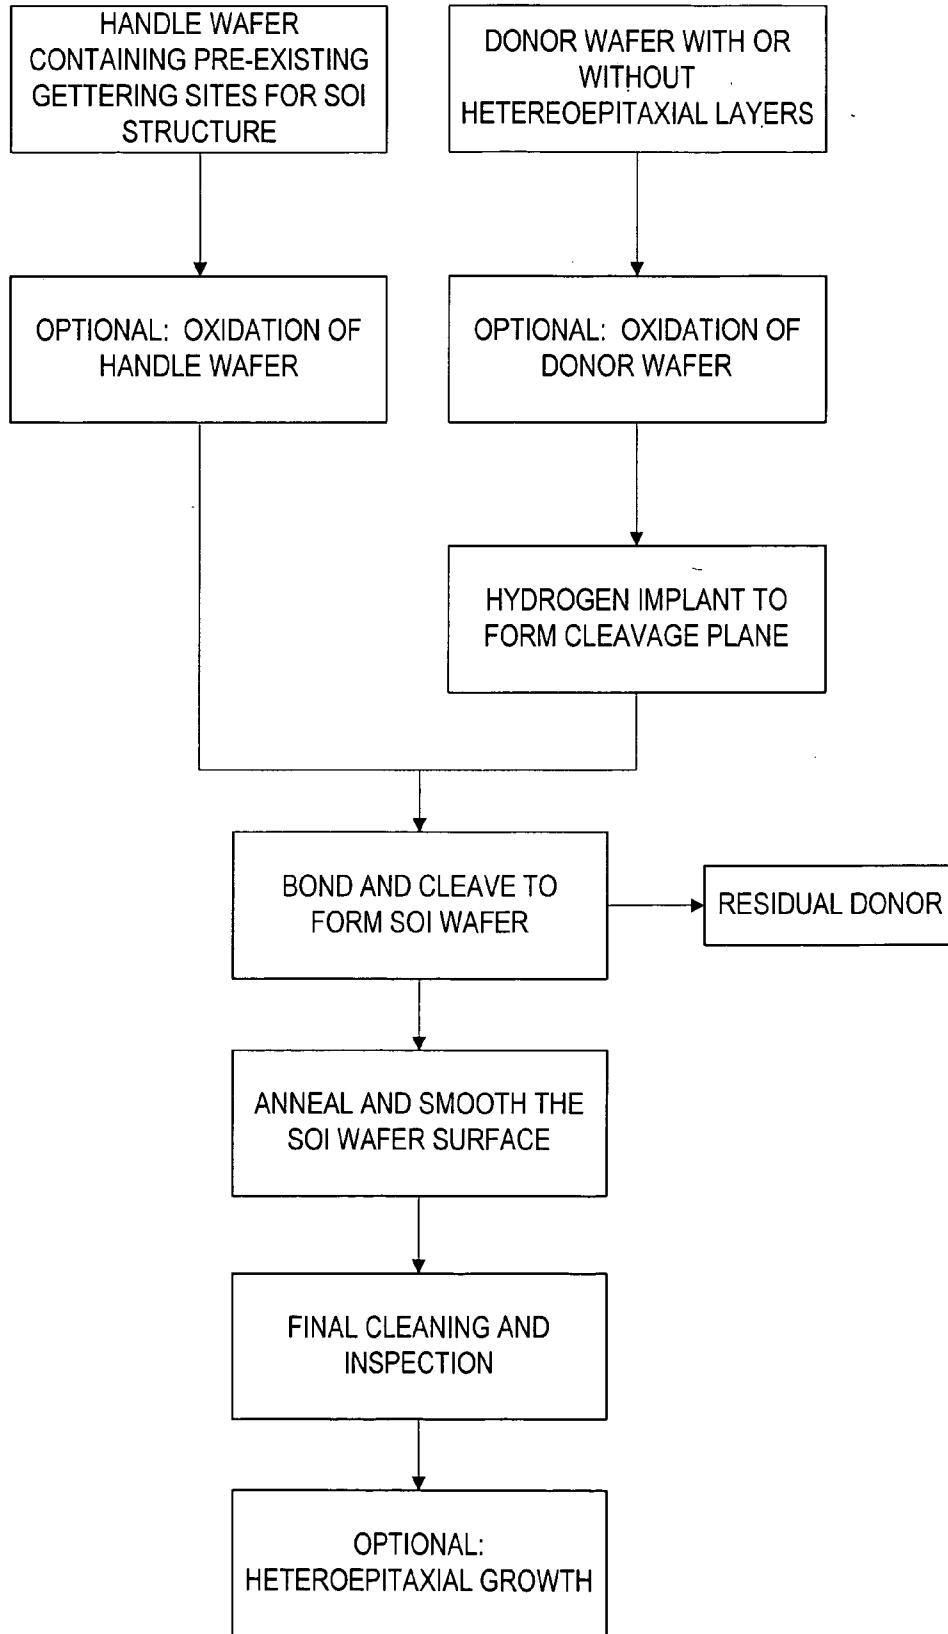 HANDLE WAFER
CONTAINING PRE-EXISTING
GETTERING SITES FOR SOI
STRUCTURE
DONOR WAFER WITH OR
WITHOUT
HETEREOEPITAXIAL LAYERS
OPTIONAL: OXIDATION OF
HANDLE WAFER
OPTIONAL: OXIDATION OF
DONOR WAFER
HYDROGEN IMPLANT TO
FORM CLEAVAGE PLANE
BOND AND CLEAVE TO
FORM SOI WAFER
RESIDUAL DONOR
ANNEAL AND SMOOTH THE
SOI WAFER SURFACE
FINAL CLEANING AND
INSPECTION
OPTIONAL:
HETEROEPITAXIAL GROWTH